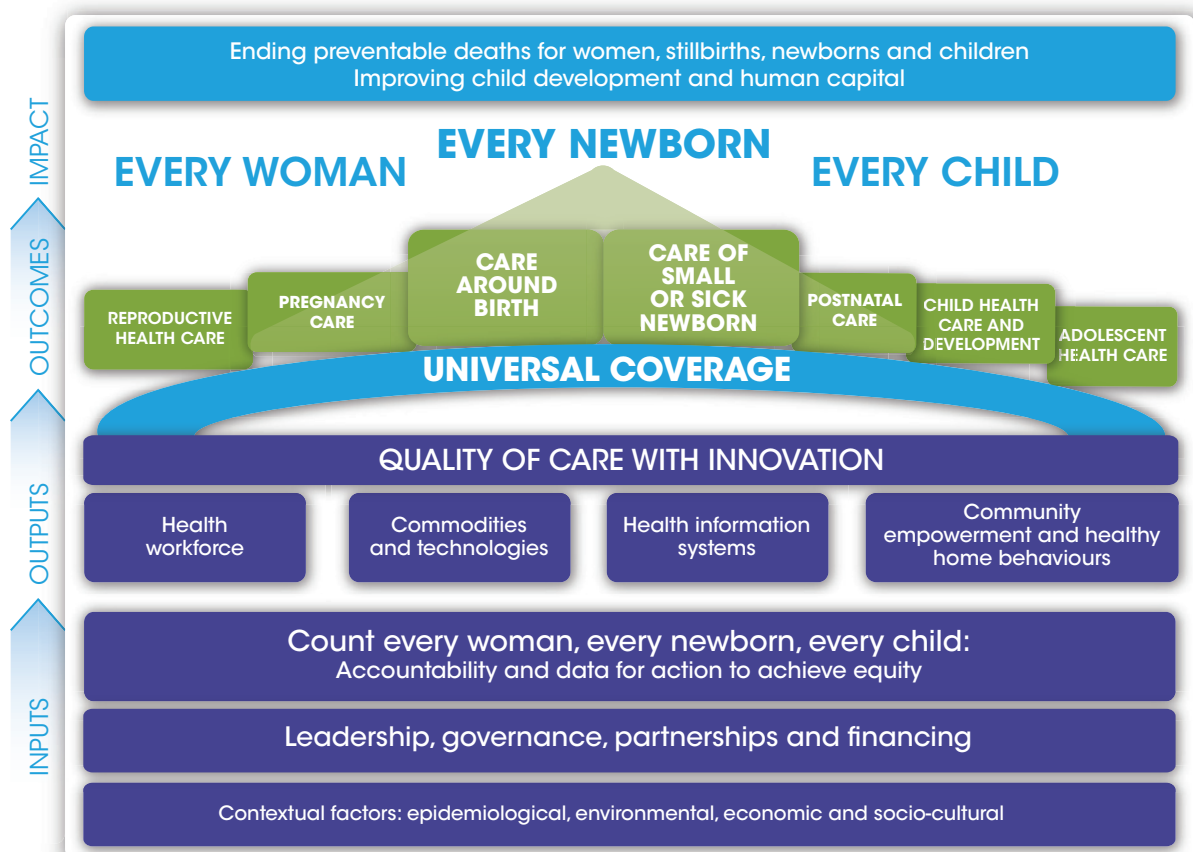 Ending preventable deaths for women, stillbirths, newborns and children
Improving child development and human capital
EVERY WOMAN
EVERY NEWBORN
EVERY CHILD
REPRODUCTIVE
HEALTH CARE
PREGNANCY
CARE
CARE
AROUND
BIRTH
CARE OF
SMALL
OR SICK
NEWBORN
POSTNATAL
CARE
CHILD HEALTH
CARE AND
DEVELOPMENT
ADOLESCENT
HEALTH CARE
UNIVERSAL COVERAGE
QUALITY OF CARE WITH INNOVATION
Health
workforce
Commodities
and technologies
Health information
systems
Community
empowerment and healthy
home behaviours
Count every woman, every newborn, every child:
Accountability and data for action to achieve equity
Leadership, governance, partnerships and financing
Contextual factors: epidemiological, environmental, economic and socio-cultural
IMPACT
OUTCOMES
OUTPUTS
INPUTS